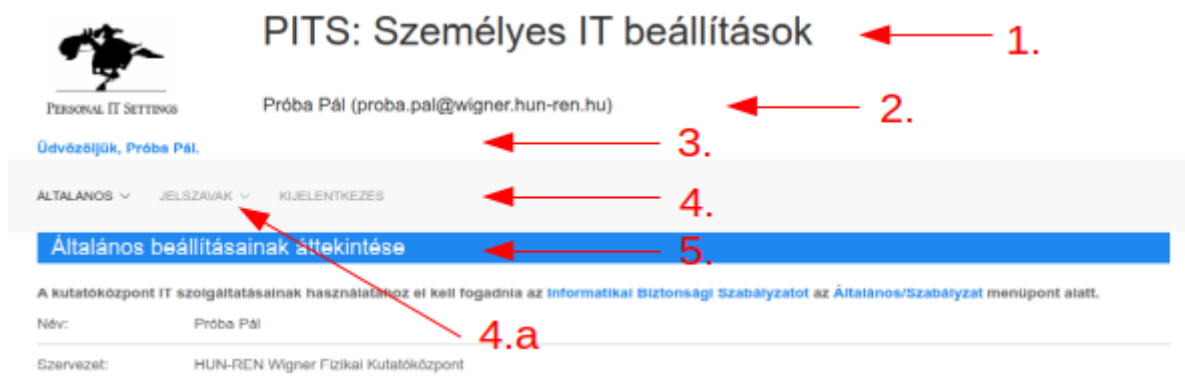 PITS: Személyes IT beállítások
1.
PERSONAL IT SETTINGS
Próba Pál (proba.pal@wigner.hun-ren.hu)
2.
Üdvözöljük, Próba Pál.
3.
ÁLTALÁNOS JELSZAVAK KIJELENTKEZÉS
4.
Általános beállításainak áttekintése
5.
A kutatóközpont IT szolgáltatásainak használatához el kell fogadnia az Informatikai Biztonsági Szabályzatot az Általános/Szabályzat menüpont alatt.
Név: Próba Pál
4.a
Szervezet: HUN-REN Wigner Fizikai Kutatóközpont